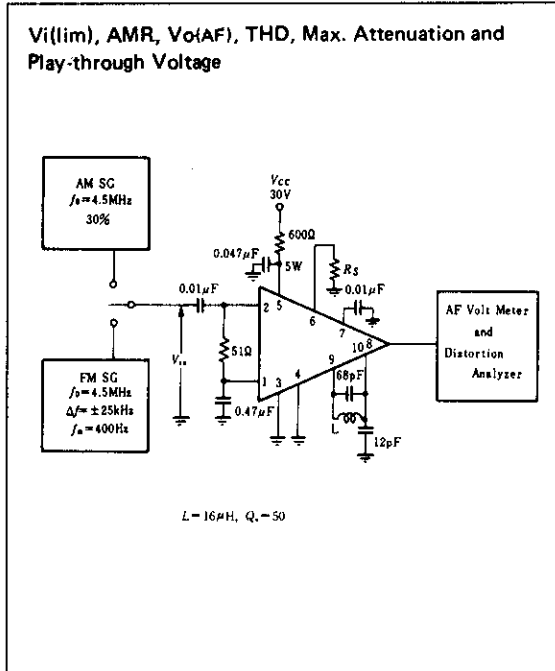 Vi(lim), AMR, Vo(AF), THD, Max. Attenuation and
Play-through Voltage
AM SG
f₀=4.5MHz
30%
Vcc
30V
600Ω
0.047μF
5W
RS
0.01μF
0.01μF
2
5
6
7
8
10
9
1
3
4
51Ω
Vin
0.47μF
68pF
L
12pF
AF Volt Meter
and
Distortion
Analyzer
FM SG
f₀=4.5MHz
Δf=±25kHz
fm=400Hz
L=16μH, Q₀=50